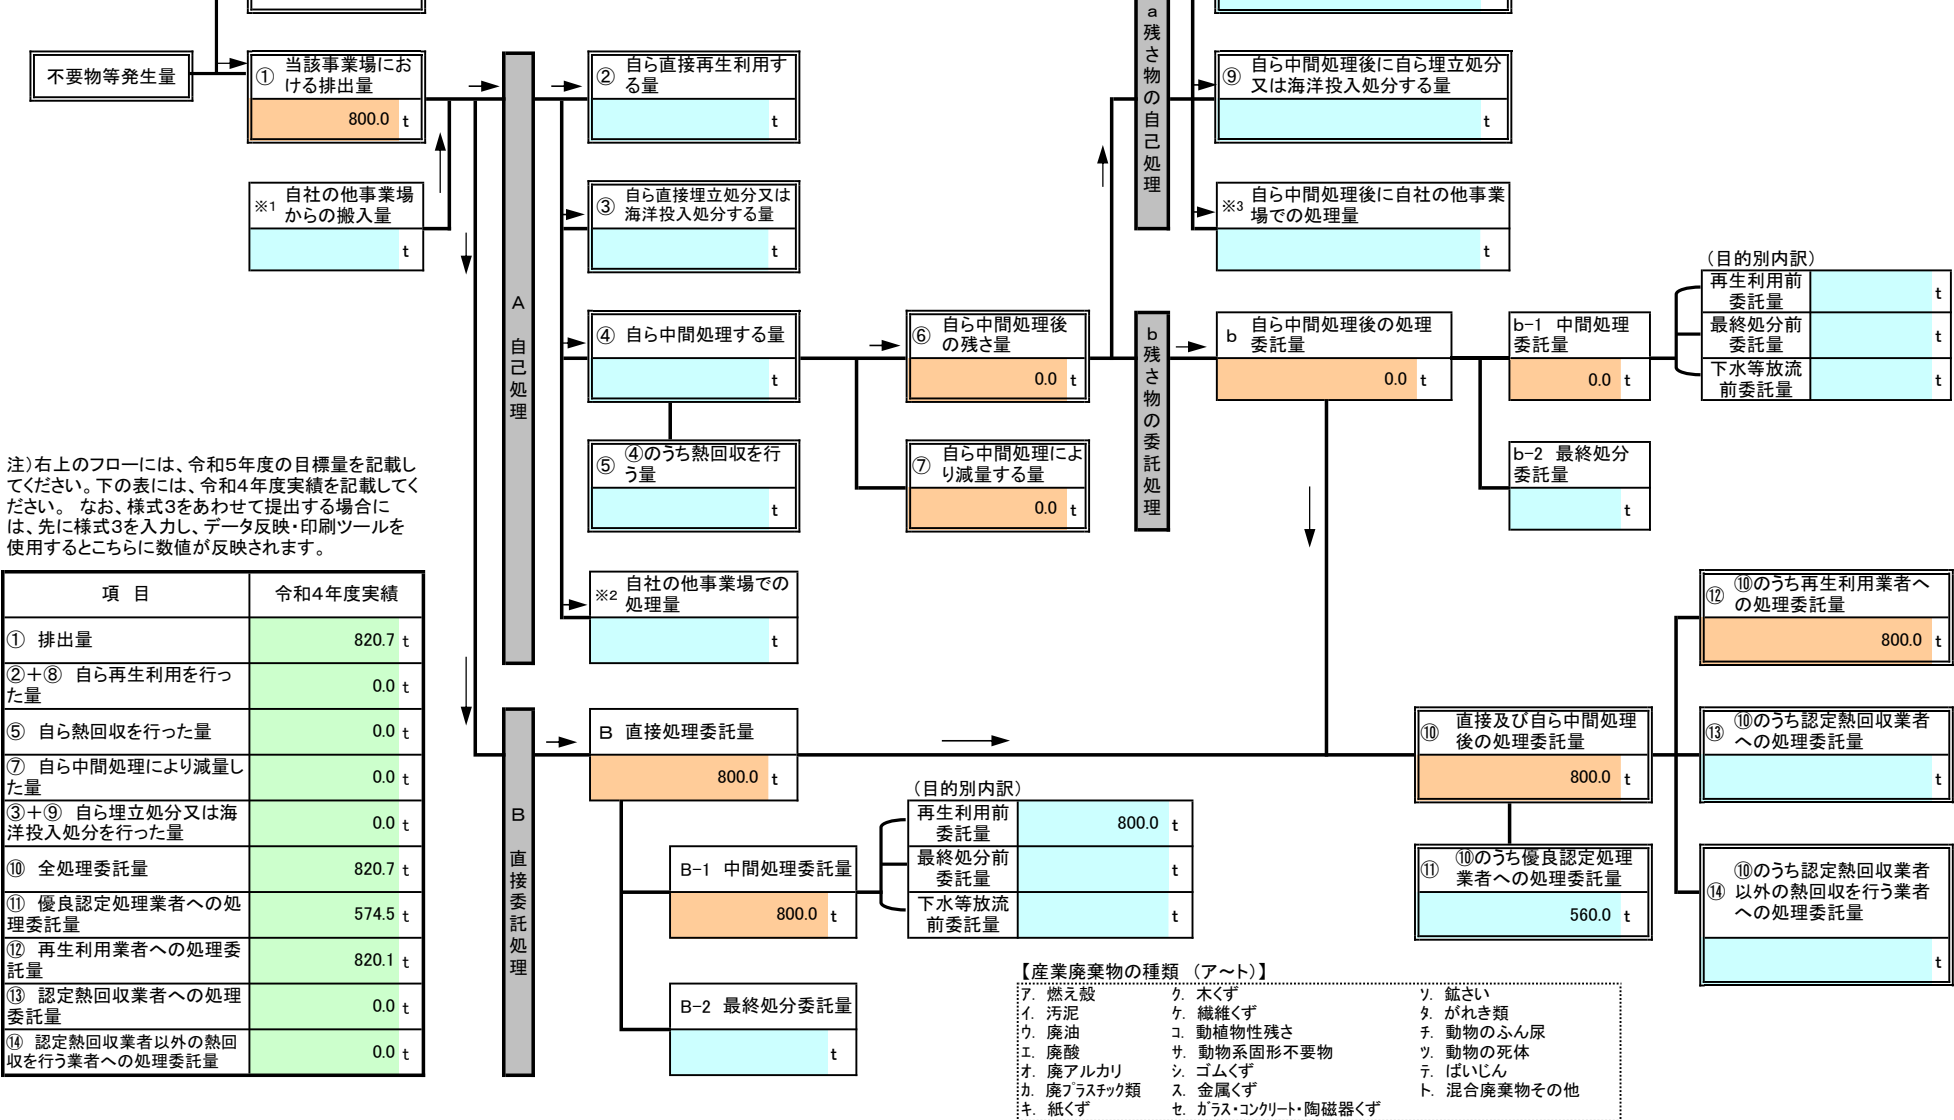 不要物等発生量
① 当該事業場にお
ける排出量
800.0 t
※1 自社の他事業場
からの搬入量
t
A 自己処理
② 自ら直接再生利用す
る量
t
③ 自ら直接埋立処分又は
海洋投入処分する量
t
④ 自ら中間処理する量
t
⑤ ④のうち熱回収を行
う量
t
※2 自社の他事業場での
処理量
t
⑥ 自ら中間処理後
の残さ量
0.0 t
⑦ 自ら中間処理によ
り減量する量
0.0 t
a残さ物の自己処理
⑨ 自ら中間処理後に自ら埋立処分
又は海洋投入処分する量
t
※3 自ら中間処理後に自社の他事業
場での処理量
t
b残さ物の委託処理
b 自ら中間処理後の処理
委託量
0.0 t
b-1 中間処理
委託量
0.0 t
b-2 最終処分
委託量
t
(目的別内訳)
再生利用前
委託量 t
最終処分前
委託量 t
下水等放流
前委託量 t
注)右上のフローには、令和5年度の目標量を記載し
てください。下の表には、令和4年度実績を記載してく
ださい。 なお、様式3をあわせて提出する場合に
は、先に様式3を入力し、データ反映・印刷ツールを
使用するとこちらに数値が反映されます。
項 目 令和4年度実績
① 排出量 820.7 t
②+⑧ 自ら再生利用を行っ
た量 0.0 t
⑤ 自ら熱回収を行った量 0.0 t
⑦ 自ら中間処理により減量し
た量 0.0 t
③+⑨ 自ら埋立処分又は海
洋投入処分を行った量 0.0 t
⑩ 全処理委託量 820.7 t
⑪ 優良認定処理業者への処
理委託量 574.5 t
⑫ 再生利用業者への処理委
託量 820.1 t
⑬ 認定熱回収業者への処理
委託量 0.0 t
⑭ 認定熱回収業者以外の熱回
収を行う業者への処理委託量 0.0 t
B 直接委託処理
B 直接処理委託量
800.0 t
B-1 中間処理委託量
800.0 t
B-2 最終処分委託量
t
(目的別内訳)
再生利用前
委託量 800.0 t
最終処分前
委託量 t
下水等放流
前委託量 t
⑩ 直接及び自ら中間処理
後の処理委託量
800.0 t
⑪ ⑩のうち優良認定処理
業者への処理委託量
560.0 t
⑫ ⑩のうち再生利用業者へ
の処理委託量
800.0 t
⑬ ⑩のうち認定熱回収業者
への処理委託量
t
⑭ ⑩のうち認定熱回収業者
以外の熱回収を行う業者
への処理委託量
t
【産業廃棄物の種類 (ア~ト)】
ア. 燃え殻 ク. 木くず ソ. 鉱さい
イ. 汚泥 ケ. 繊維くず タ. がれき類
ウ. 廃油 コ. 動植物性残さ チ. 動物のふん尿
エ. 廃酸 サ. 動物系固形不要物 ツ. 動物の死体
オ. 廃アルカリ シ. ゴムくず テ. ばいじん
カ. 廃プラスチック類 ス. 金属くず ト. 混合廃棄物その他
キ. 紙くず セ. ガラス・コンクリート・陶磁器くず